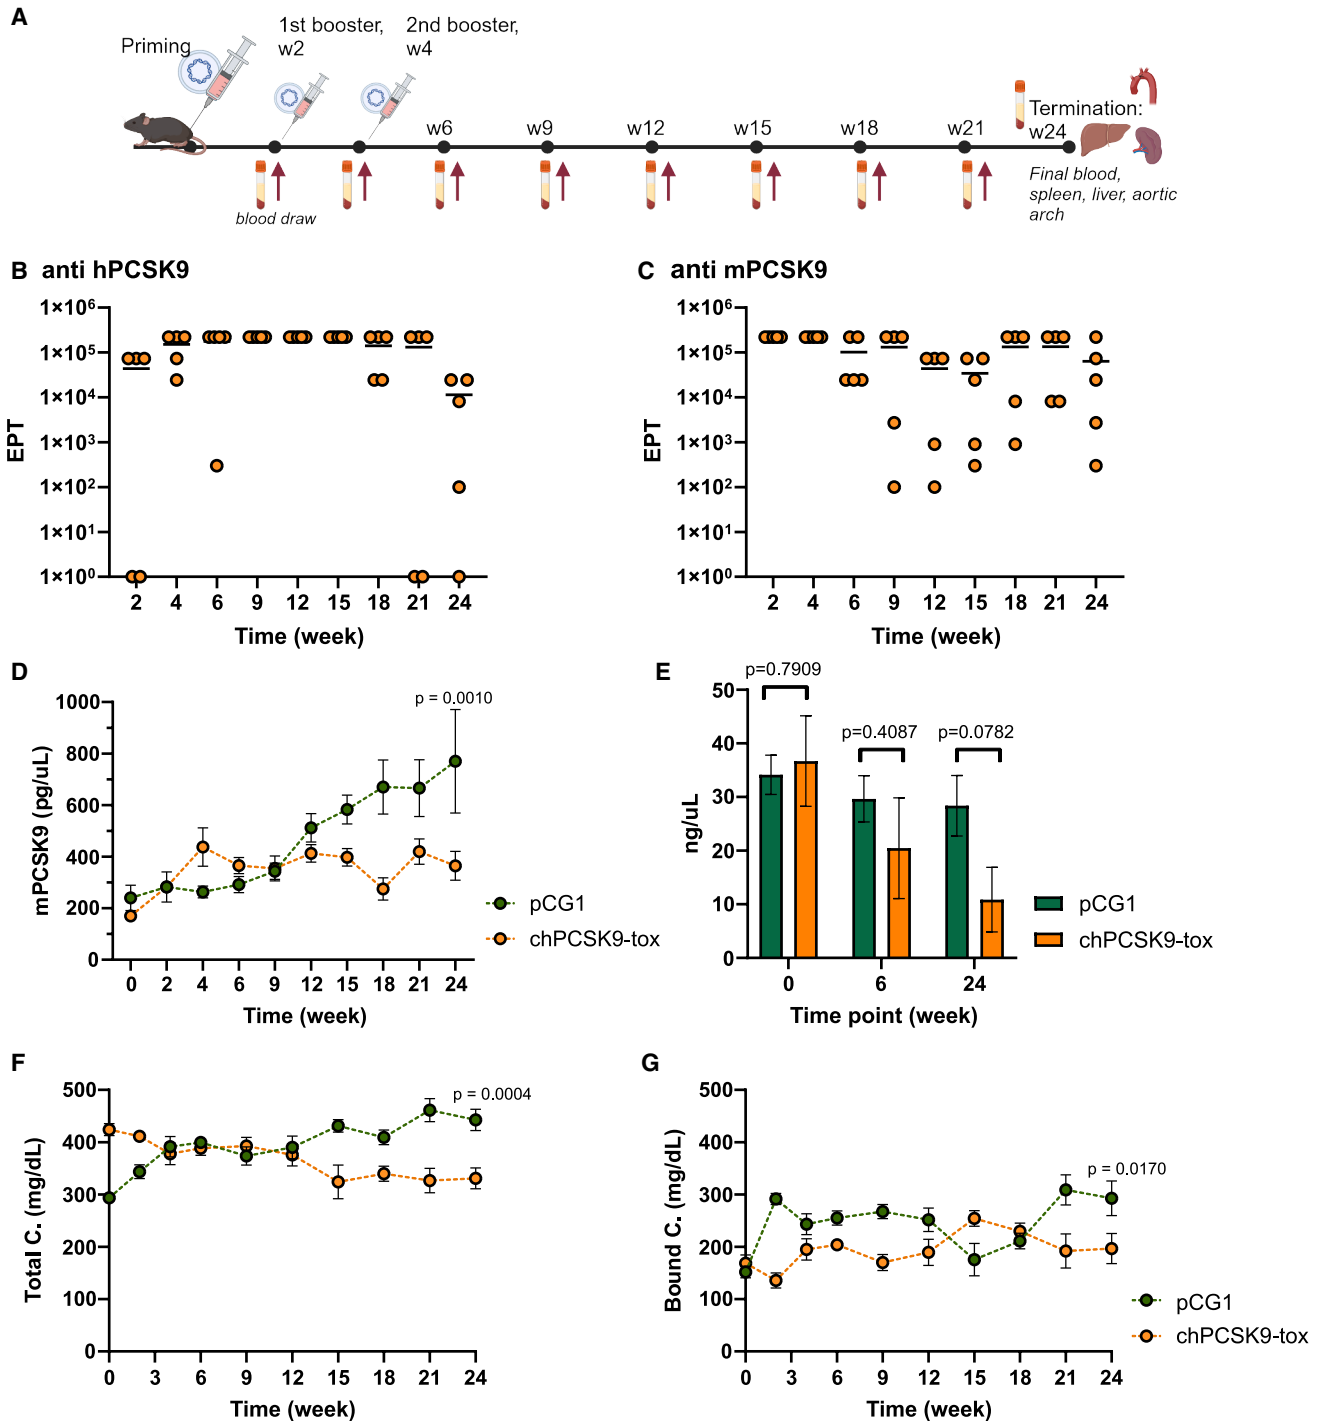 A
Priming
1st booster,
w2
2nd booster,
w4
w6
w9
w12
w15
w18
w21
Termination:
w24
blood draw
Final blood,
spleen, liver, aortic
arch
B anti hPCSK9
EPT
1×10⁶
1×10⁵
1×10⁴
1×10³
1×10²
1×10¹
1×10⁰
2 4 6 9 12 15 18 21 24
Time (week)
C anti mPCSK9
EPT
1×10⁶
1×10⁵
1×10⁴
1×10³
1×10²
1×10¹
1×10⁰
2 4 6 9 12 15 18 21 24
Time (week)
D
mPCSK9 (pg/uL)
1000
800
600
400
200
0
p = 0.0010
0 2 4 6 9 12 15 18 21 24
Time (week)
pCG1
chPCSK9-tox
E
ng/uL
50
40
30
20
10
0
p=0.7909
p=0.4087
p=0.0782
0 6 24
Time point (week)
pCG1
chPCSK9-tox
F
Total C. (mg/dL)
500
400
300
200
100
0
p = 0.0004
0 3 6 9 12 15 18 21 24
Time (week)
G
Bound C. (mg/dL)
500
400
300
200
100
0
p = 0.0170
0 3 6 9 12 15 18 21 24
Time (week)
pCG1
chPCSK9-tox